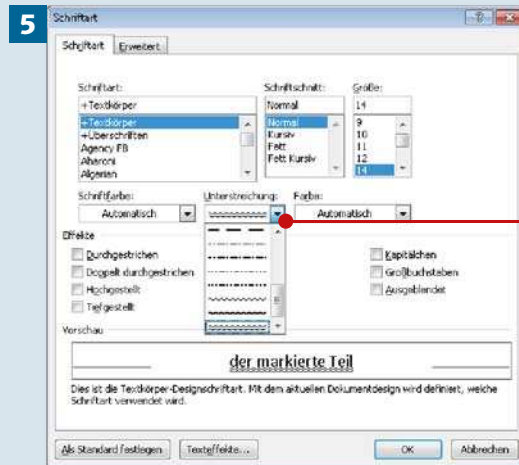 5
Schriftart
Schriftart Erweitert
Schriftart: Schriftschnitt: Größe:
+Textkörper Normal 14
+Textkörper Normal 9
+Überschriften Kursiv 10
Agency FB Fett 11
Aharoni Fett Kursiv 12
Algerian 14
Schriftfarbe: Unterstreichung: Farbe:
Automatisch Automatisch
Effekte
Durchgestrichen Kapitälchen
Doppelt durchgestrichen Großbuchstaben
Hochgestellt Ausgeblendet
Tiefgestellt
Vorschau
der markierte Teil
Dies ist die Textkörper-Designschriftart. Mit dem aktuellen Dokumentdesign wird definiert, welche
Schriftart verwendet wird.
Als Standard festlegen Texteffekte... OK Abbrechen